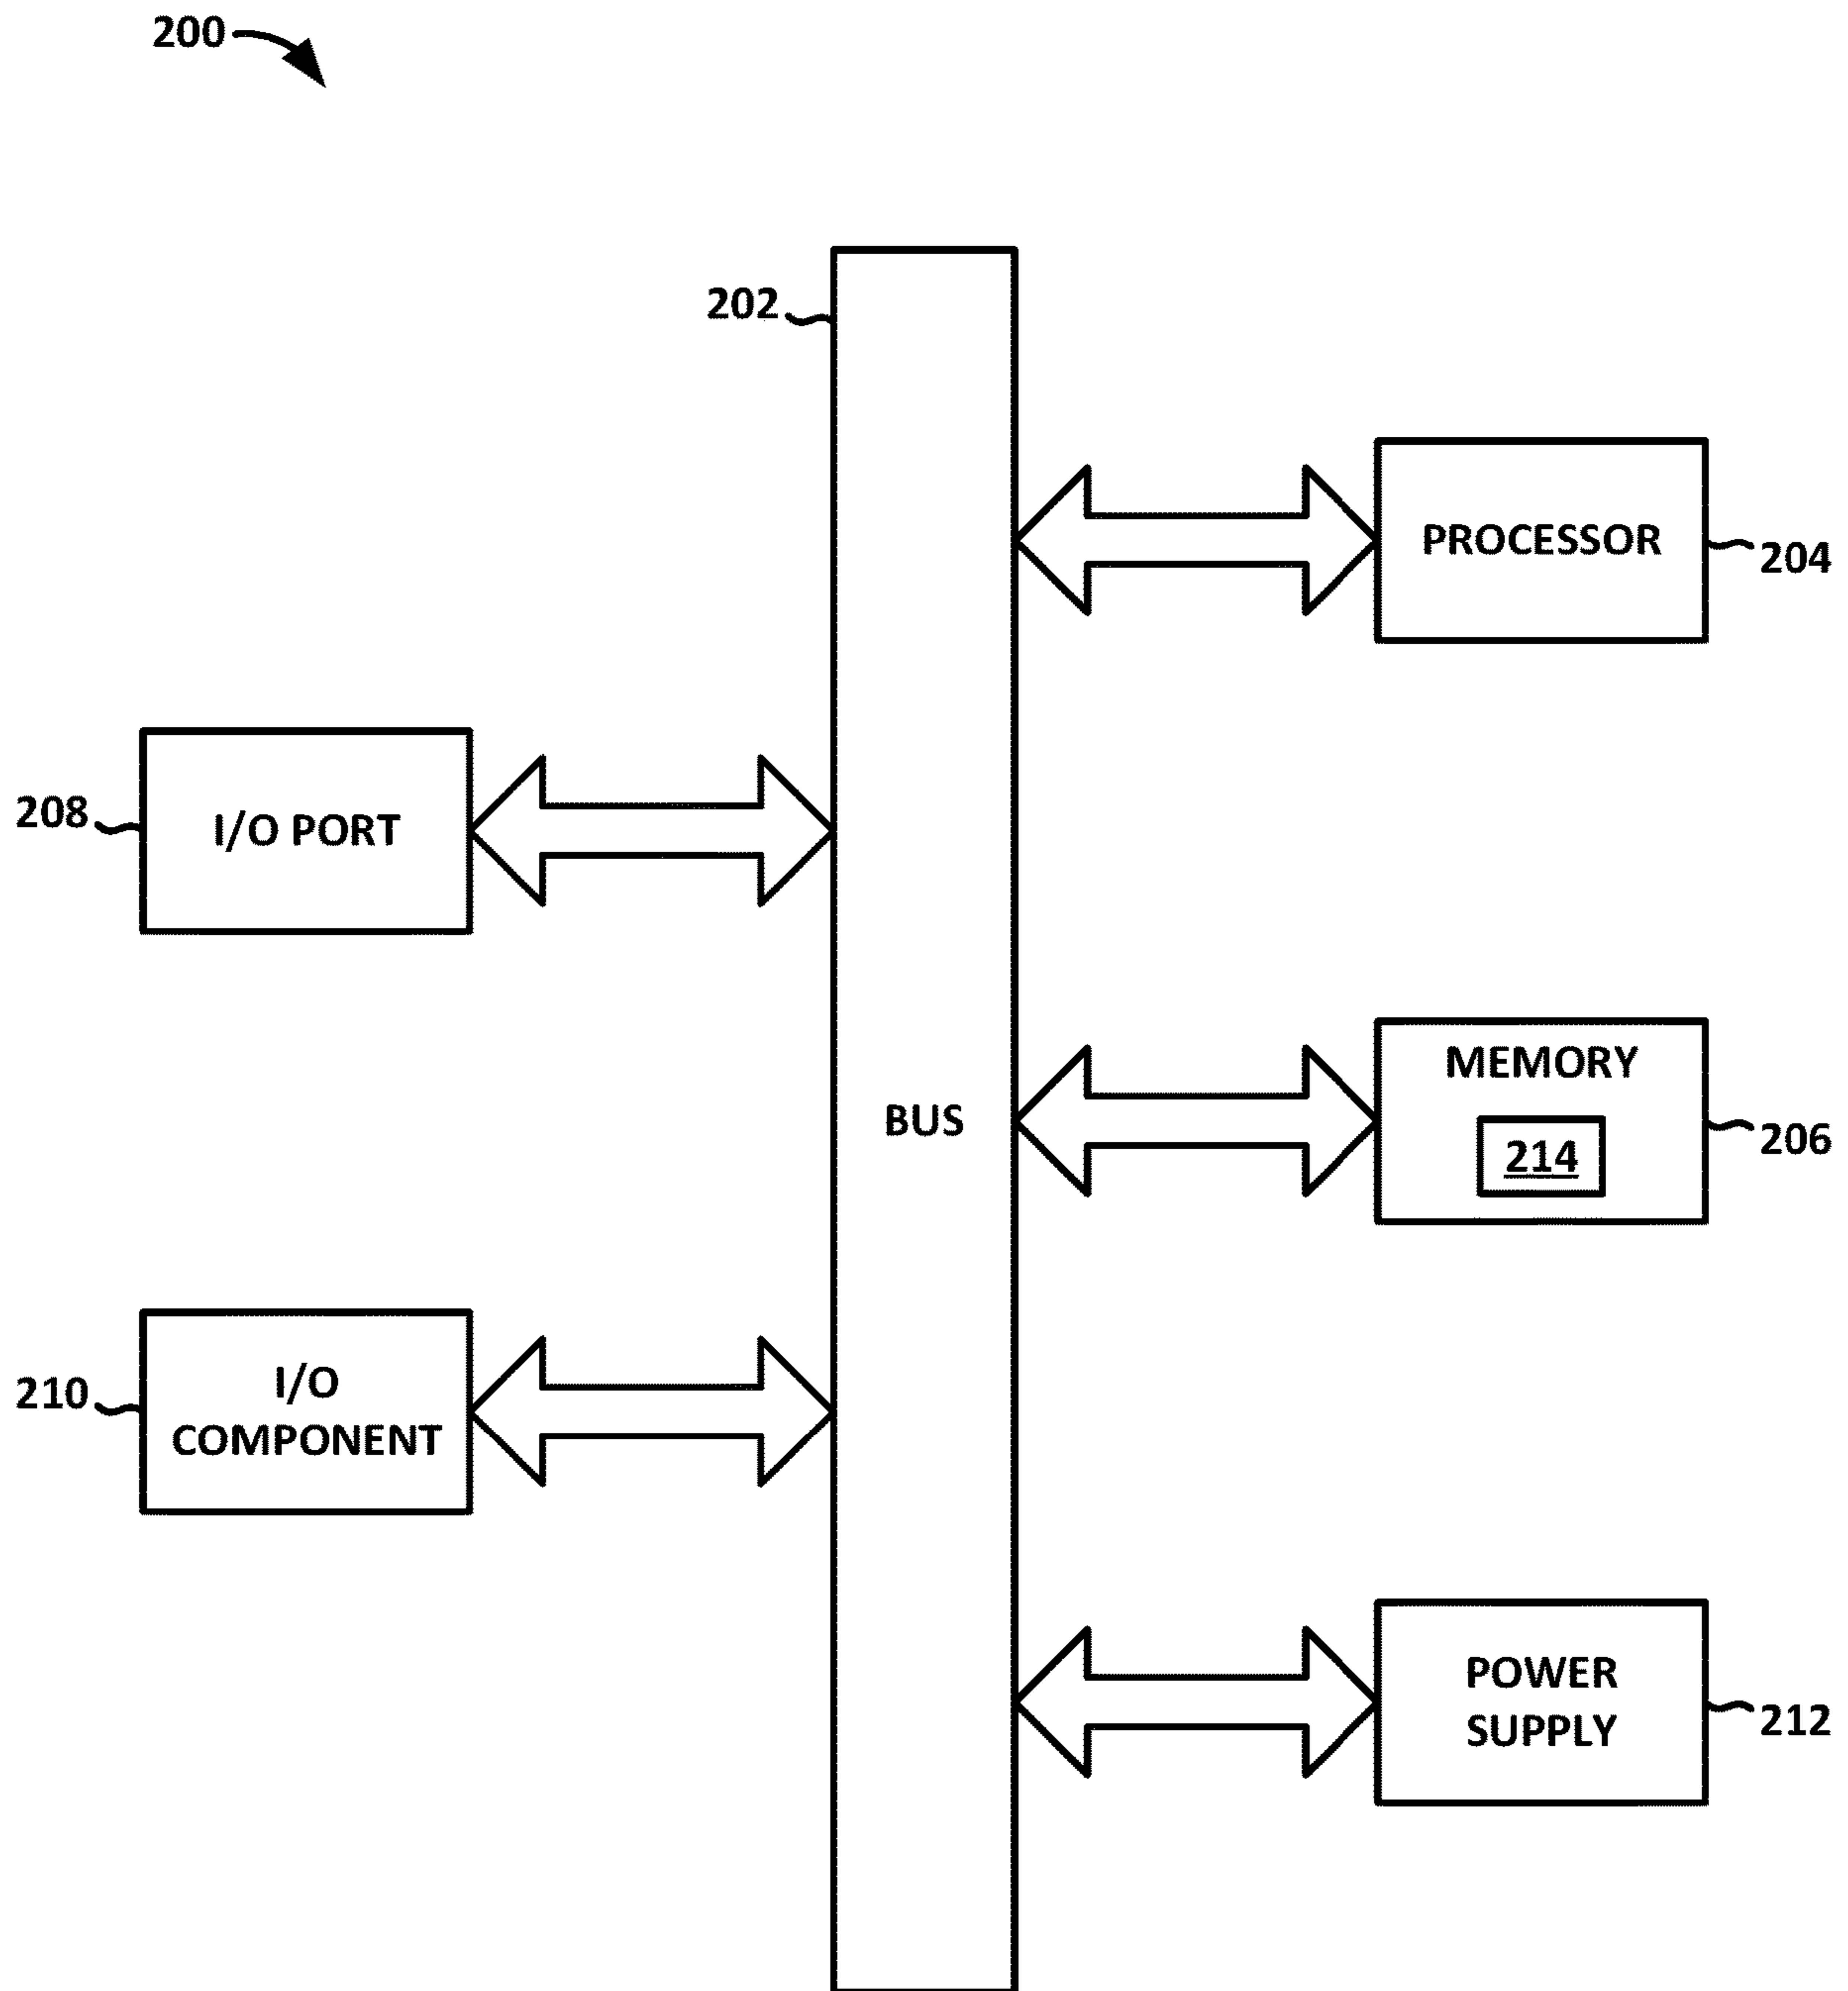 200
202
PROCESSOR
204
208
I/O PORT
MEMORY
214
206
BUS
210
I/O
COMPONENT
POWER
SUPPLY
212